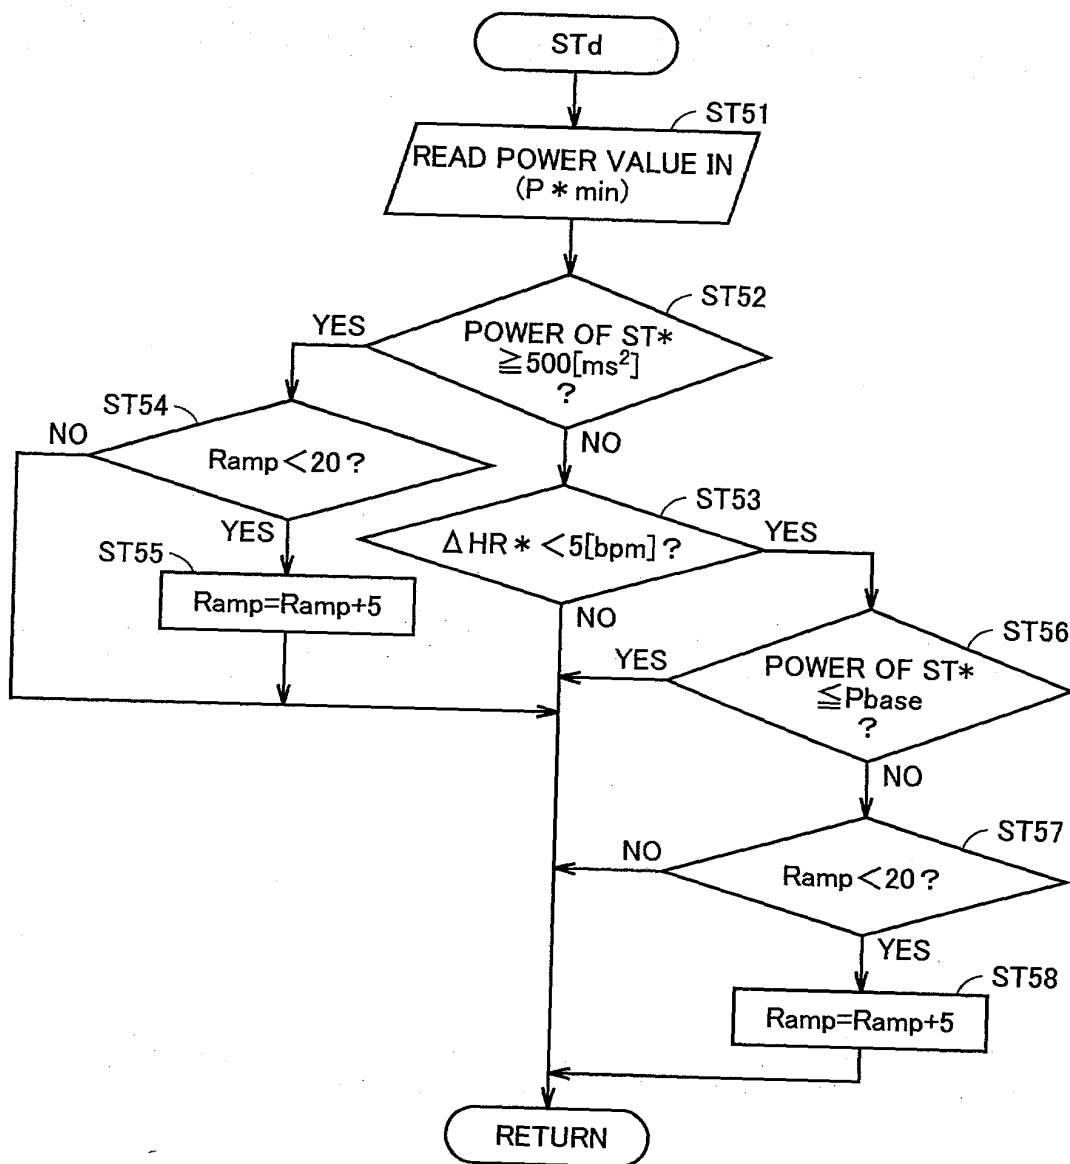 STd
ST51
READ POWER VALUE IN
(P * min)
ST52
YES
POWER OF ST*
≧500[ms²]
?
NO
ST54
NO
Ramp<20?
YES
ST53
ΔHR * <5[bpm]?
YES
NO
ST55
Ramp=Ramp+5
ST56
YES
POWER OF ST*
≦Pbase
?
NO
ST57
NO
Ramp<20?
YES
ST58
Ramp=Ramp+5
RETURN